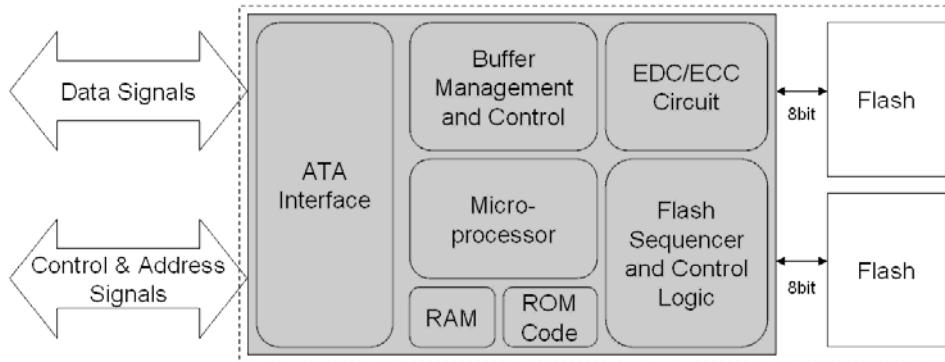 Data Signals
Control & Address
Signals
ATA
Interface
Buffer
Management
and Control
Micro-
processor
RAM
ROM
Code
EDC/ECC
Circuit
Flash
Sequencer
and Control
Logic
8bit
8bit
Flash
Flash